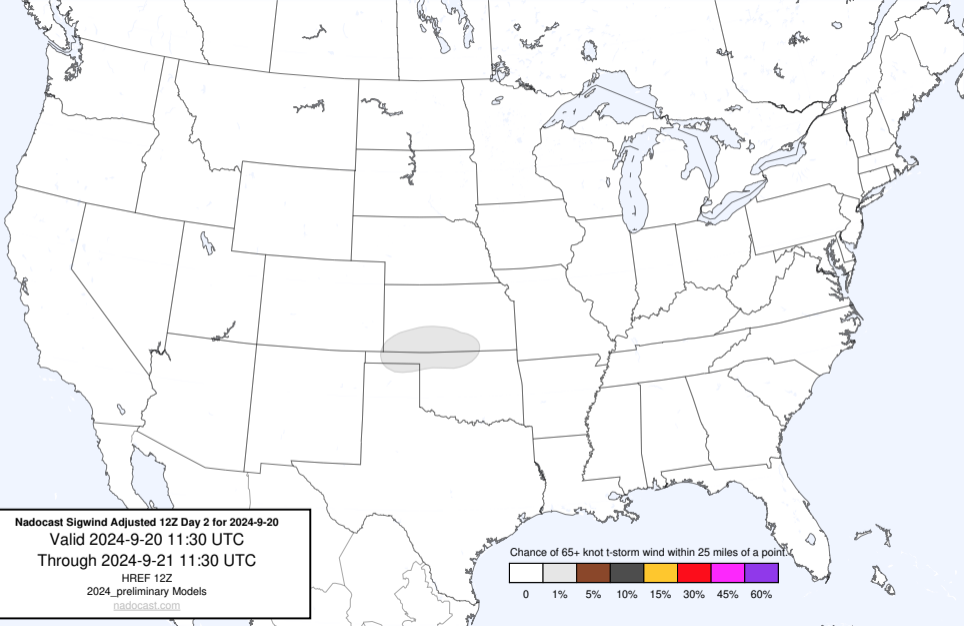 Nadocast Sigwind Adjusted 12Z Day 2 for 2024-9-20
Valid 2024-9-20 11:30 UTC
Through 2024-9-21 11:30 UTC
HREF 12Z
2024_preliminary Models
nadocast.com
Chance of 65+ knot t-storm wind within 25 miles of a point.
0 1% 5% 10% 15% 30% 45% 60%